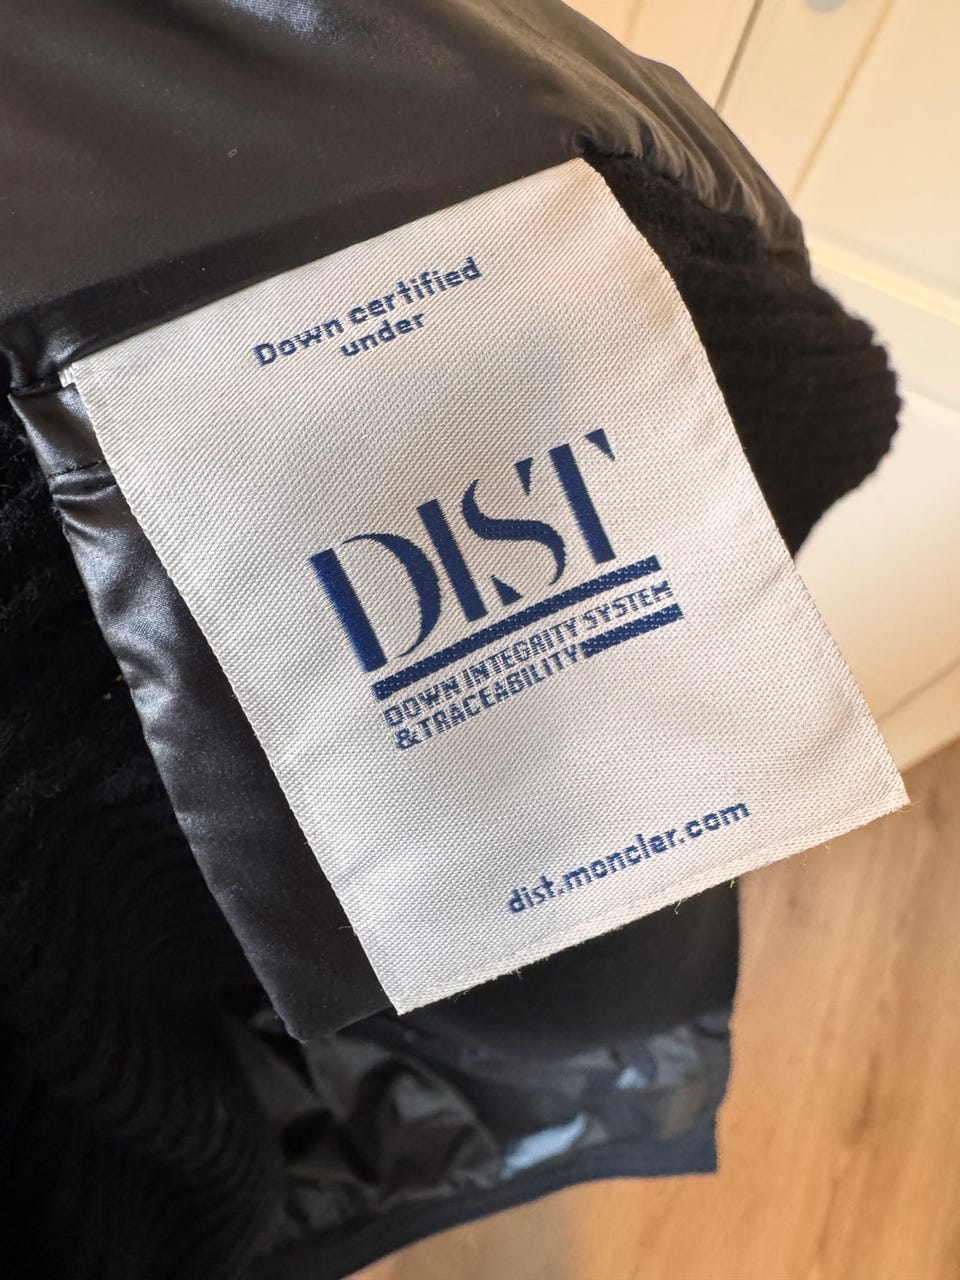 Down certified
under
DIST
DOWN INTEGRITY SYSTEM
& TRACEABILITY
dist.moncler.com